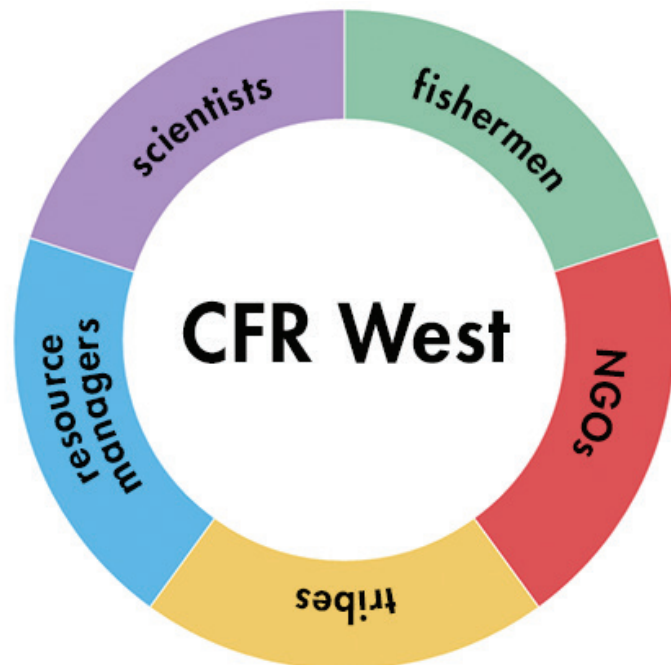 scientists
fishermen
CFR West
resource
managers
NGOs
tribes